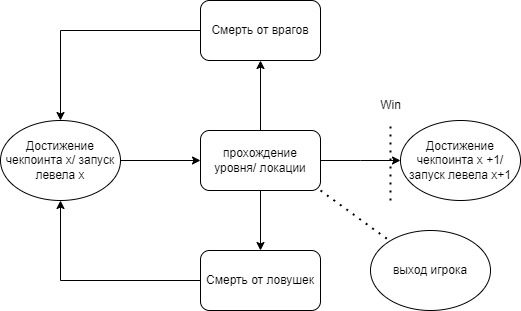 Смерть от врагов
Win
Достижение
чекпоинта х/ запуск
левела х
прохождение
уровня/ локации
Достижение
чекпоинта х +1/
запуск левела х+1
Смерть от ловушек
выход игрока